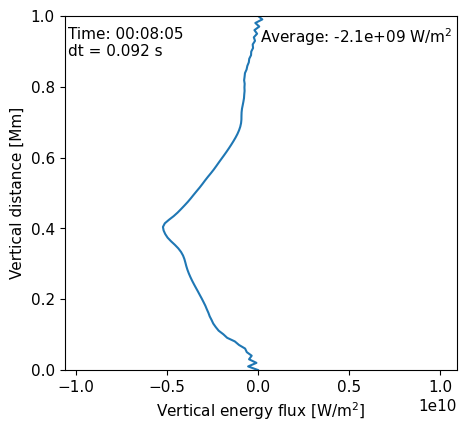 Time: 00:08:05
dt = 0.092 s
Average: -2.1e+09 W/m²
Vertical distance [Mm]
1.0
0.8
0.6
0.4
0.2
0.0
−1.0 −0.5 0.0 0.5 1.0
1e10
Vertical energy flux [W/m²]